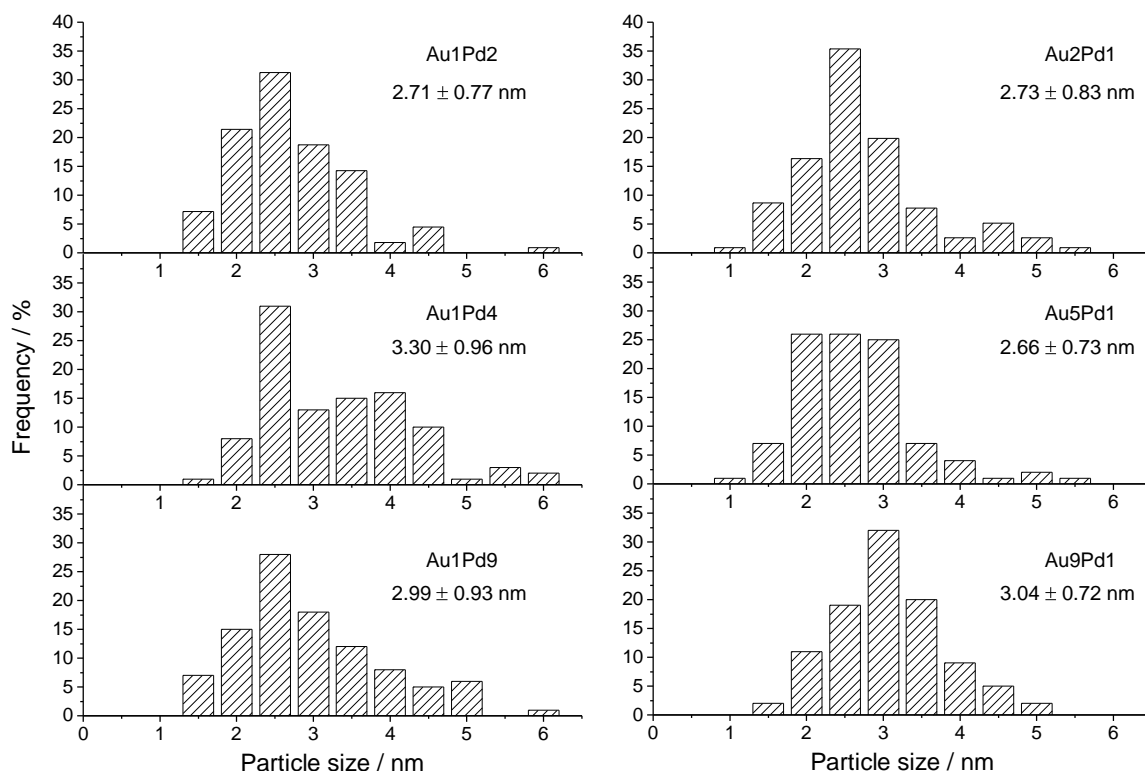 40
35
30
25
20
15
10
5
0
Au1Pd2
2.71 ± 0.77 nm
1 2 3 4 5 6
40
35
30
25
20
15
10
5
0
Au2Pd1
2.73 ± 0.83 nm
1 2 3 4 5 6
Frequency / %
35
30
25
20
15
10
5
0
Au1Pd4
3.30 ± 0.96 nm
1 2 3 4 5 6
35
30
25
20
15
10
5
0
Au5Pd1
2.66 ± 0.73 nm
1 2 3 4 5 6
35
30
25
20
15
10
5
0
Au1Pd9
2.99 ± 0.93 nm
0 1 2 3 4 5 6
Particle size / nm
35
30
25
20
15
10
5
0
Au9Pd1
3.04 ± 0.72 nm
0 1 2 3 4 5 6
Particle size / nm